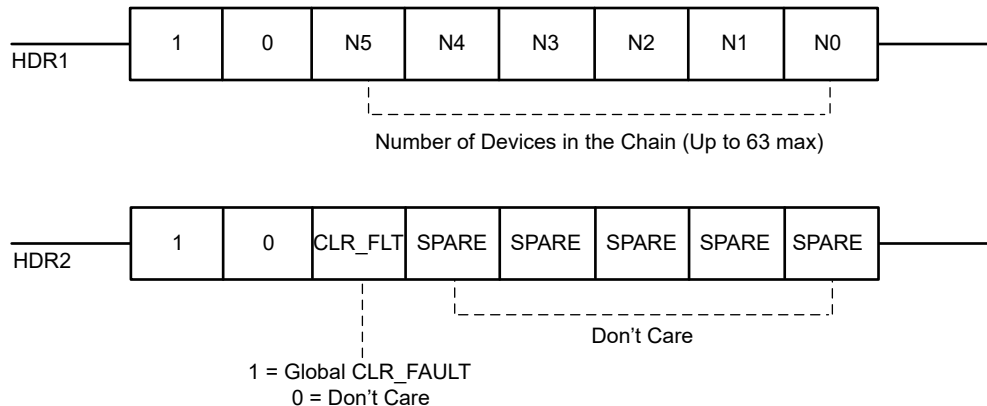 1 0 N5 N4 N3 N2 N1 N0
HDR1
Number of Devices in the Chain (Up to 63 max)
1 0 CLR_FLT SPARE SPARE SPARE SPARE SPARE
HDR2
Don't Care
1 = Global CLR_FAULT
0 = Don't Care